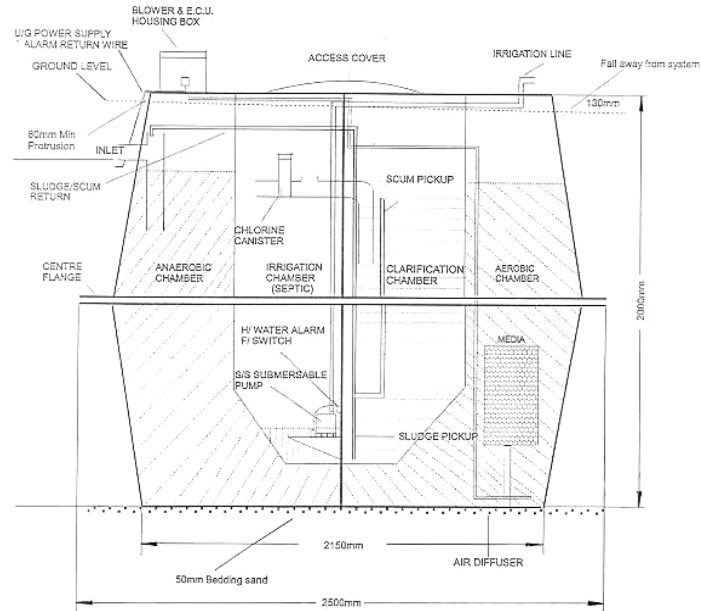 BLOWER & E.C.U.
HOUSING BOX
U/G POWER SUPPLY
ALARM RETURN WIRE
GROUND LEVEL
ACCESS COVER
IRRIGATION LINE
Fall away from system
130mm
60mm Min
Protrusion
INLET
SLUDGE/SCUM
RETURN
SCUM PICKUP
CHLORINE
CANISTER
CENTRE
FLANGE
ANAEROBIC
CHAMBER
IRRIGATION
CHAMBER
(SEPTIC)
CLARIFICATION
CHAMBER
AEROBIC
CHAMBER
2000mm
H/ WATER ALARM
F/ SWITCH
MEDIA
S/S SUBMERSABLE
PUMP
SLUDGE PICKUP
2150mm
50mm Bedding sand
AIR DIFFUSER
2500mm